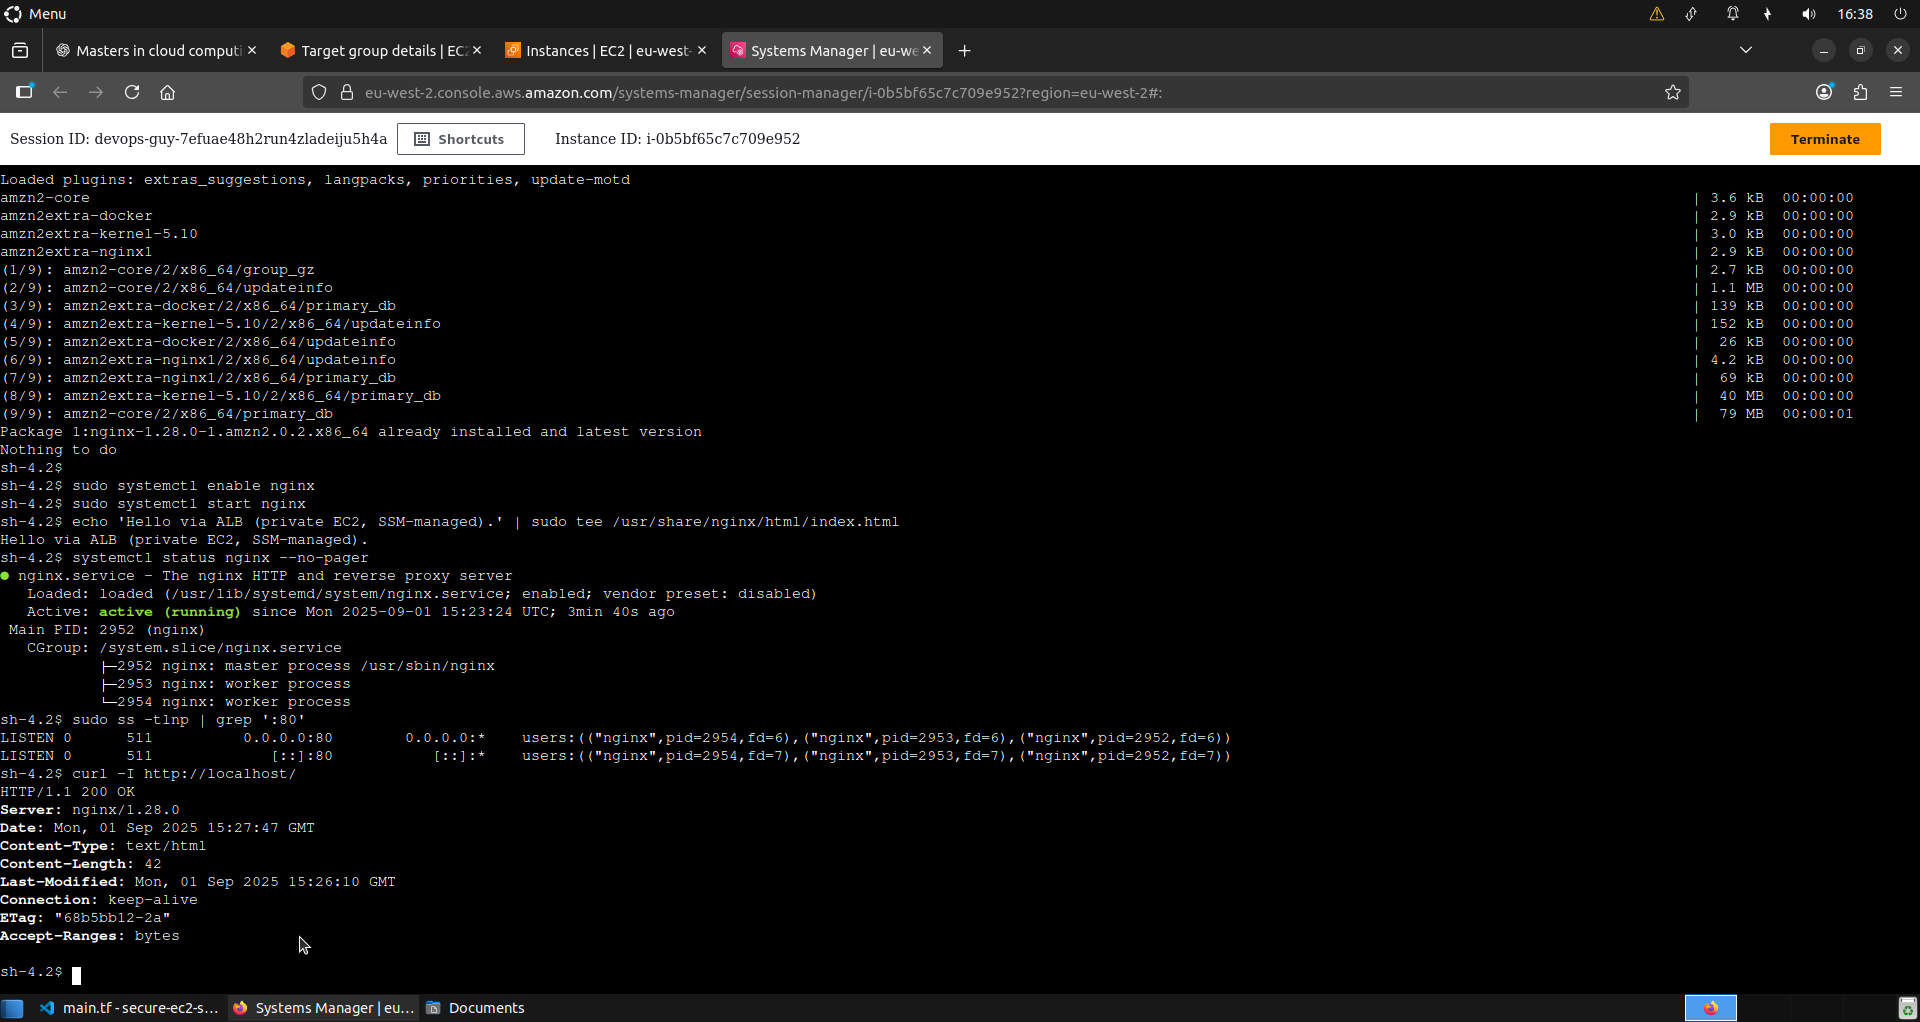 Menu
16:38
Masters in cloud computi
Target group details | EC2
Instances | EC2 | eu-west-
Systems Manager | eu-we
eu-west-2.console.aws.amazon.com/systems-manager/session-manager/i-0b5bf65c7c709e952?region=eu-west-2#:
Session ID: devops-guy-7efuae48h2run4zladeiju5h4a Shortcuts Instance ID: i-0b5bf65c7c709e952 Terminate
Loaded plugins: extras_suggestions, langpacks, priorities, update-motd
amzn2-core | 3.6 kB 00:00:00
amzn2extra-docker | 2.9 kB 00:00:00
amzn2extra-kernel-5.10 | 3.0 kB 00:00:00
amzn2extra-nginx1 | 2.9 kB 00:00:00
(1/9): amzn2-core/2/x86_64/group_gz | 2.7 kB 00:00:00
(2/9): amzn2-core/2/x86_64/updateinfo | 1.1 MB 00:00:00
(3/9): amzn2extra-docker/2/x86_64/primary_db | 139 kB 00:00:00
(4/9): amzn2extra-kernel-5.10/2/x86_64/updateinfo | 152 kB 00:00:00
(5/9): amzn2extra-docker/2/x86_64/updateinfo | 26 kB 00:00:00
(6/9): amzn2extra-nginx1/2/x86_64/updateinfo | 4.2 kB 00:00:00
(7/9): amzn2extra-nginx1/2/x86_64/primary_db | 69 kB 00:00:00
(8/9): amzn2extra-kernel-5.10/2/x86_64/primary_db | 40 MB 00:00:00
(9/9): amzn2-core/2/x86_64/primary_db | 79 MB 00:00:01
Package 1:nginx-1.28.0-1.amzn2.0.2.x86_64 already installed and latest version
Nothing to do
sh-4.2$
sh-4.2$ sudo systemctl enable nginx
sh-4.2$ sudo systemctl start nginx
sh-4.2$ echo 'Hello via ALB (private EC2, SSM-managed).' | sudo tee /usr/share/nginx/html/index.html
Hello via ALB (private EC2, SSM-managed).
sh-4.2$ systemctl status nginx --no-pager
● nginx.service - The nginx HTTP and reverse proxy server
Loaded: loaded (/usr/lib/systemd/system/nginx.service; enabled; vendor preset: disabled)
Active: active (running) since Mon 2025-09-01 15:23:24 UTC; 3min 40s ago
Main PID: 2952 (nginx)
CGroup: /system.slice/nginx.service
├─2952 nginx: master process /usr/sbin/nginx
├─2953 nginx: worker process
└─2954 nginx: worker process
sh-4.2$ sudo ss -tlnp | grep ':80'
LISTEN 0 511 0.0.0.0:80 0.0.0.0:* users:(("nginx",pid=2954,fd=6),("nginx",pid=2953,fd=6),("nginx",pid=2952,fd=6))
LISTEN 0 511 [::]:80 [::]:* users:(("nginx",pid=2954,fd=7),("nginx",pid=2953,fd=7),("nginx",pid=2952,fd=7))
sh-4.2$ curl -I http://localhost/
HTTP/1.1 200 OK
Server: nginx/1.28.0
Date: Mon, 01 Sep 2025 15:27:47 GMT
Content-Type: text/html
Content-Length: 42
Last-Modified: Mon, 01 Sep 2025 15:26:10 GMT
Connection: keep-alive
ETag: "68b5bb12-2a"
Accept-Ranges: bytes
sh-4.2$
main.tf - secure-ec2-s...
Systems Manager | eu...
Documents